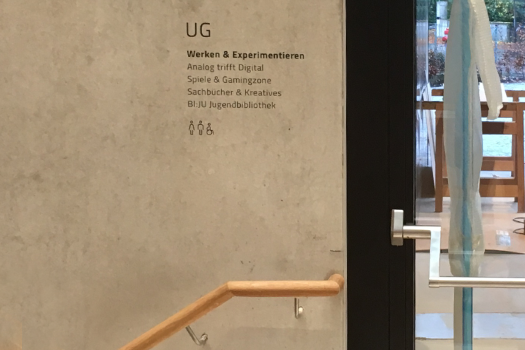 UG
Werken & Experimentieren
Analog trifft Digital
Spiele & Gamingzone
Sachbücher & Kreatives
BI:JU Jugendbibliothek